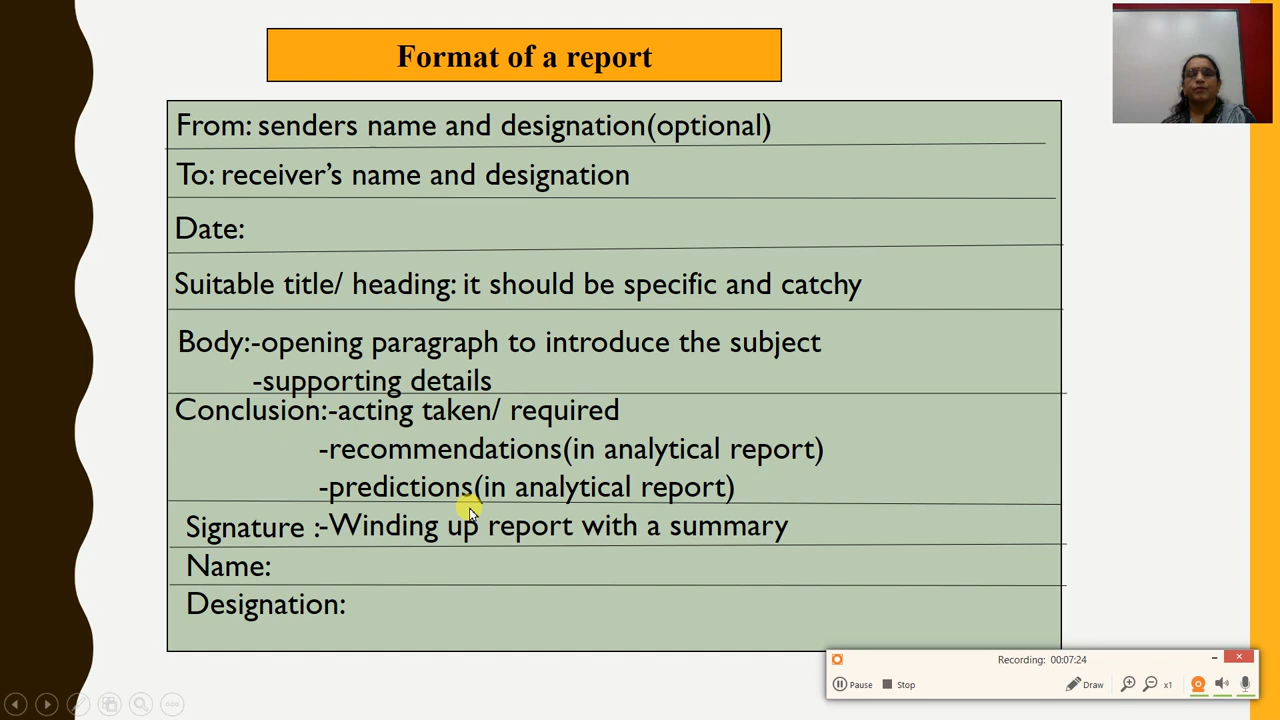 Format of a report
From: senders name and designation(optional)
To: receiver's name and designation
Date:
Suitable title/ heading: it should be specific and catchy
Body:-opening paragraph to introduce the subject
-supporting details
Conclusion:-acting taken/ required
-recommendations(in analytical report)
-predictions(in analytical report)
Signature :-Winding up report with a summary
Name:
Designation:
Recording: 00:07:24
Pause Stop Draw x1